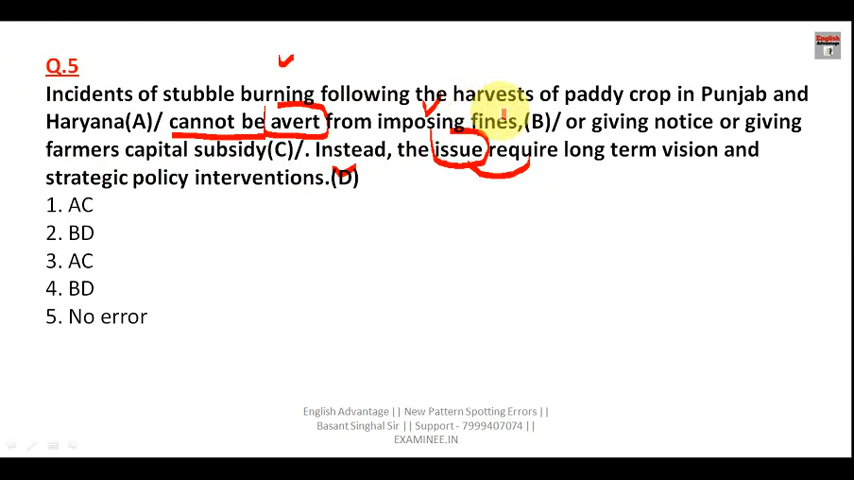 English
Advantage
Q.5
Incidents of stubble burning following the harvests of paddy crop in Punjab and
Haryana(A)/ cannot be avert from imposing fines,(B)/ or giving notice or giving
farmers capital subsidy(C)/. Instead, the issue require long term vision and
strategic policy interventions.(D)
1. AC
2. BD
3. AC
4. BD
5. No error
English Advantage || New Pattern Spotting Errors ||
Basant Singhal Sir || Support - 7999407074 ||
EXAMINEE.IN